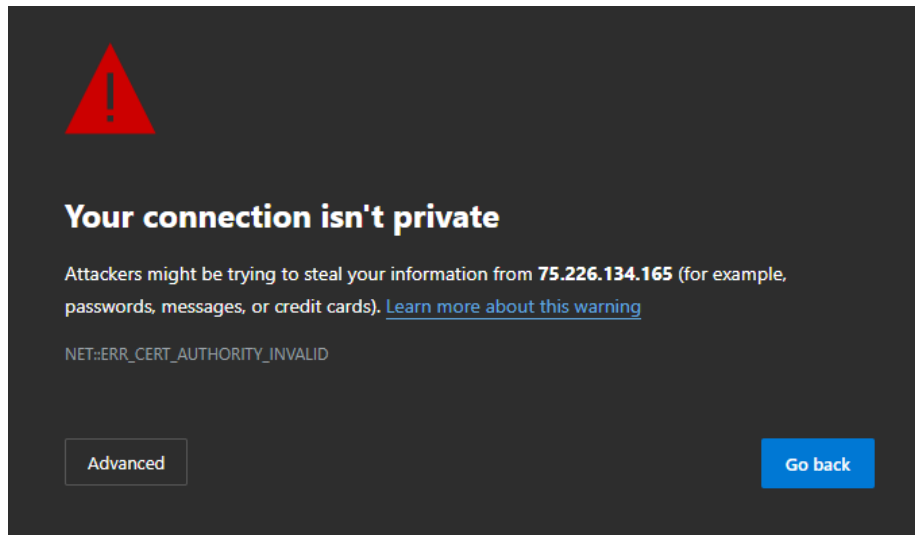 Your connection isn't private
Attackers might be trying to steal your information from 75.226.134.165 (for example,
passwords, messages, or credit cards). Learn more about this warning
NET::ERR_CERT_AUTHORITY_INVALID
Advanced
Go back